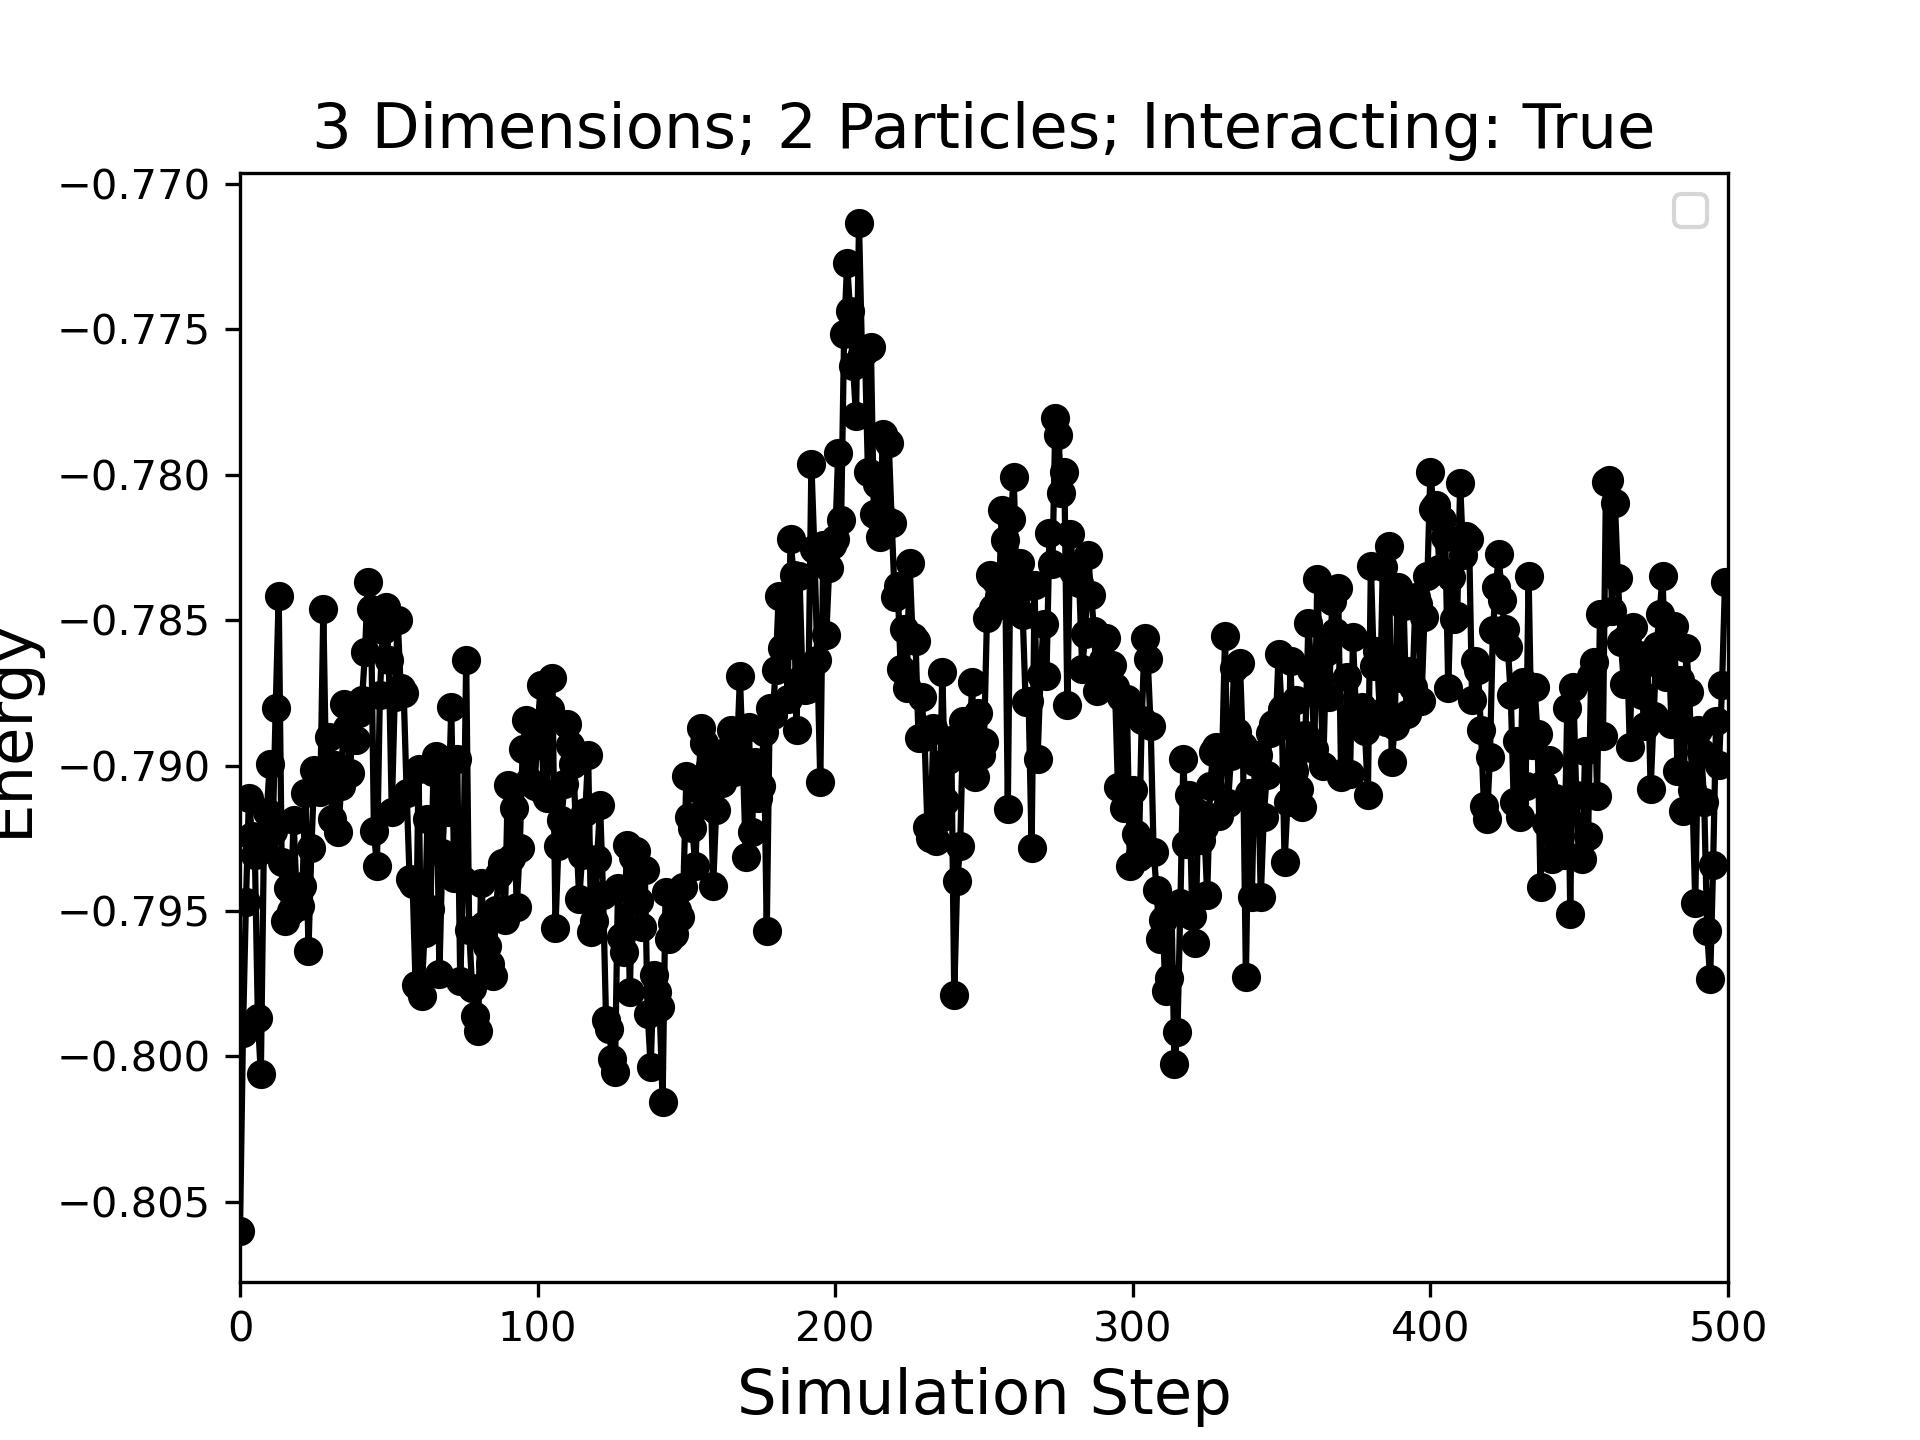 3 Dimensions; 2 Particles; Interacting: True
−0.770
−0.775
−0.780
−0.785
−0.790
−0.795
−0.800
−0.805
Energy
0 100 200 300 400 500
Simulation Step